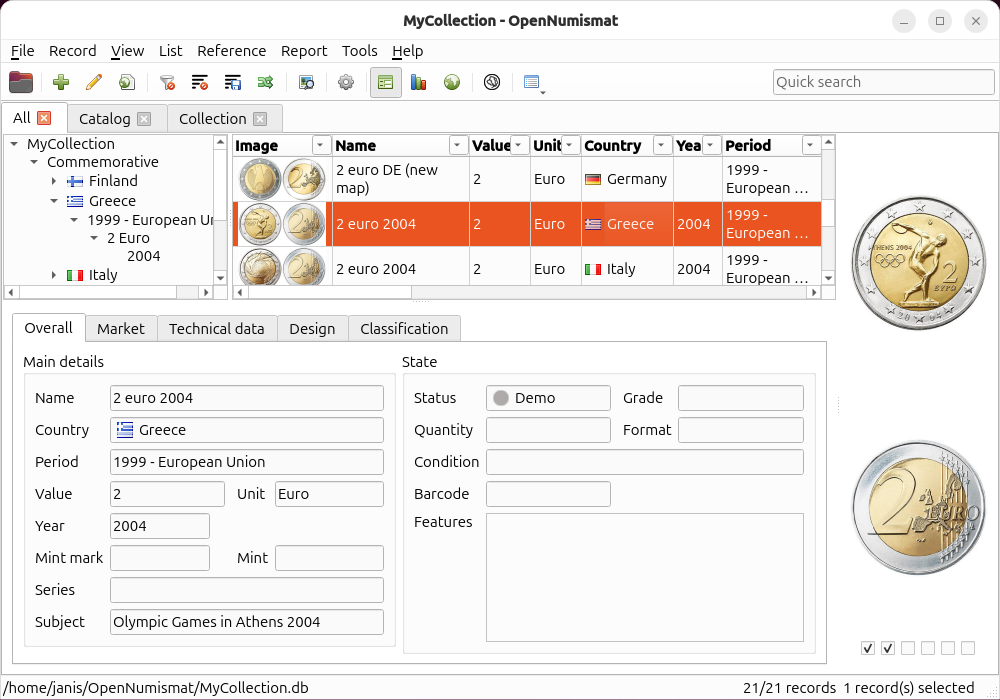 MyCollection - OpenNumismat
File Record View List Reference Report Tools Help
Quick search
All Catalog Collection
MyCollection
Commemorative
Finland
Greece
1999 - European Ur
2 Euro
2004
Italy
Image Name Value Unit Country Yea Period
2 euro DE (new map) 2 Euro Germany 1999 - European ...
2 euro 2004 2 Euro Greece 2004 1999 - European ...
2 euro 2004 2 Euro Italy 2004 1999 - European ...
ATHENS 2004
2
ΕΥΡΩ
2004
2 EURO
Overall Market Technical data Design Classification
Main details
Name 2 euro 2004
Country Greece
Period 1999 - European Union
Value 2 Unit Euro
Year 2004
Mint mark Mint
Series
Subject Olympic Games in Athens 2004
State
Status Demo Grade
Quantity Format
Condition
Barcode
Features
/home/janis/OpenNumismat/MyCollection.db 21/21 records 1 record(s) selected